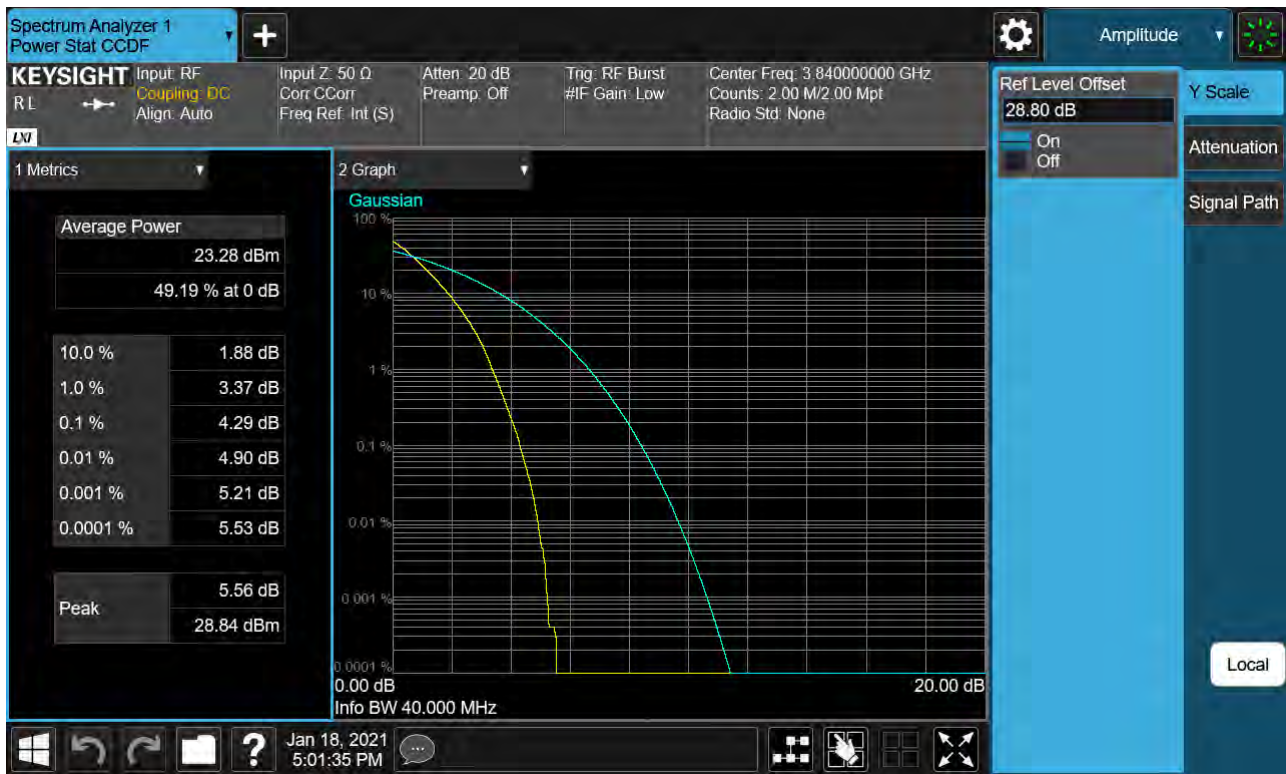 Spectrum Analyzer 1
Power Stat CCDF
+
Amplitude
KEYSIGHT
R L
LXI
Input: RF
Coupling: DC
Align: Auto
Input Z: 50 Ω
Corr CCorr
Freq Ref: Int (S)
Atten: 20 dB
Preamp: Off
Trig: RF Burst
#IF Gain: Low
Center Freq: 3.840000000 GHz
Counts: 2.00 M/2.00 Mpt
Radio Std: None
Ref Level Offset
28.80 dB
On
Off
Y Scale
Attenuation
Signal Path
Local
1 Metrics
Average Power
23.28 dBm
49.19 % at 0 dB
10.0 % 1.88 dB
1.0 % 3.37 dB
0.1 % 4.29 dB
0.01 % 4.90 dB
0.001 % 5.21 dB
0.0001 % 5.53 dB
Peak
5.56 dB
28.84 dBm
2 Graph
Gaussian
100 %
10 %
1 %
0.1 %
0.01 %
0.001 %
0.0001 %
0.00 dB 20.00 dB
Info BW 40.000 MHz
?
Jan 18, 2021
5:01:35 PM